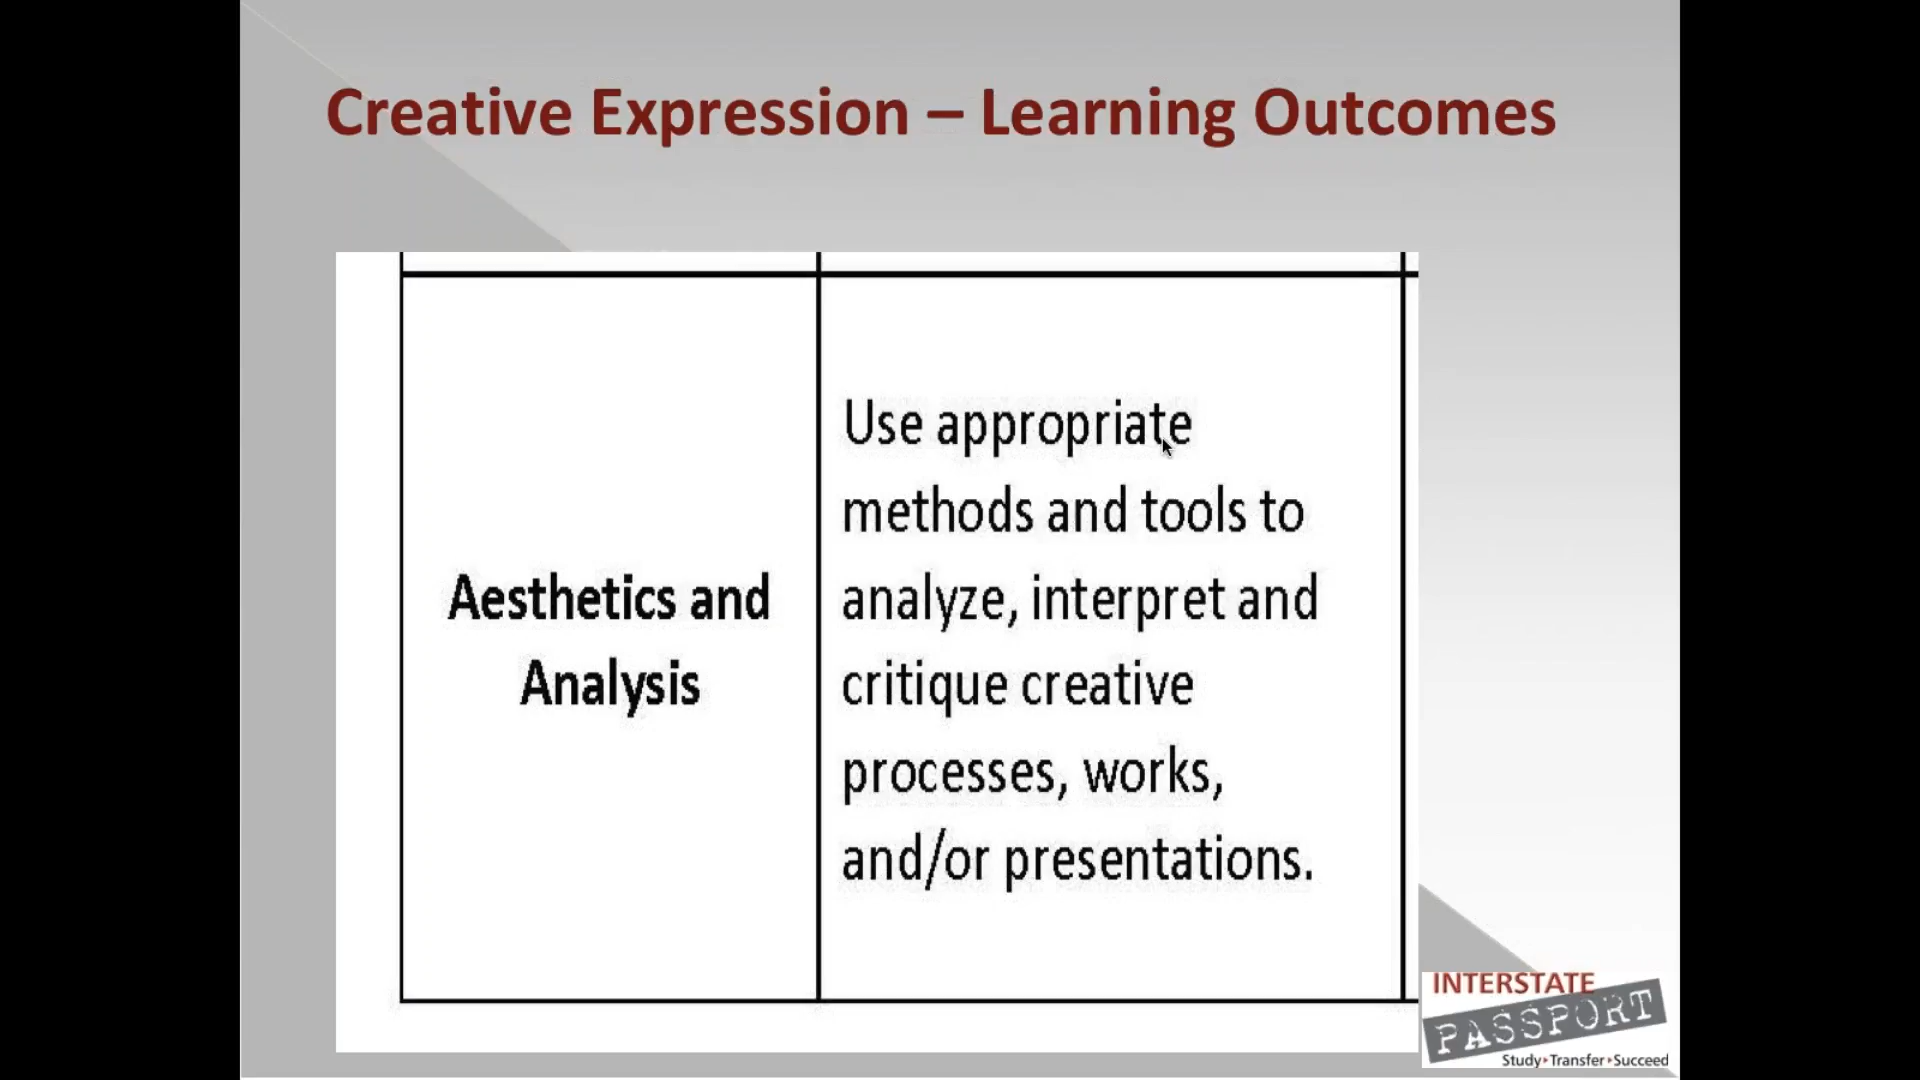 Creative Expression – Learning Outcomes
Aesthetics and
Analysis
Use appropriate
methods and tools to
analyze, interpret and
critique creative
processes, works,
and/or presentations.
INTERSTATE
PASSPORT
Study▸Transfer▸Succeed